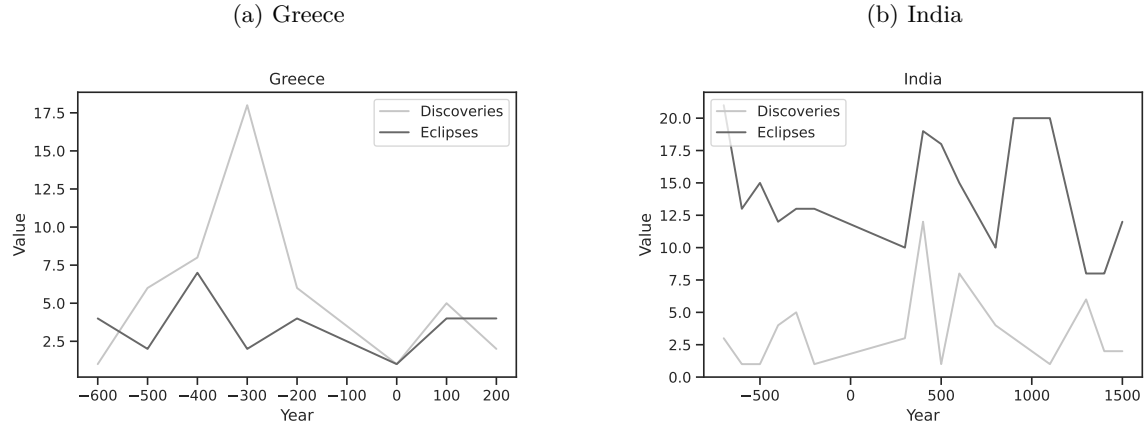 (a) Greece
Greece
Discoveries
Eclipses
Value
17.5
15.0
12.5
10.0
7.5
5.0
2.5
−600 −500 −400 −300 −200 −100 0 100 200
Year
(b) India
India
Discoveries
Eclipses
Value
20.0
17.5
15.0
12.5
10.0
7.5
5.0
2.5
0.0
−500 0 500 1000 1500
Year